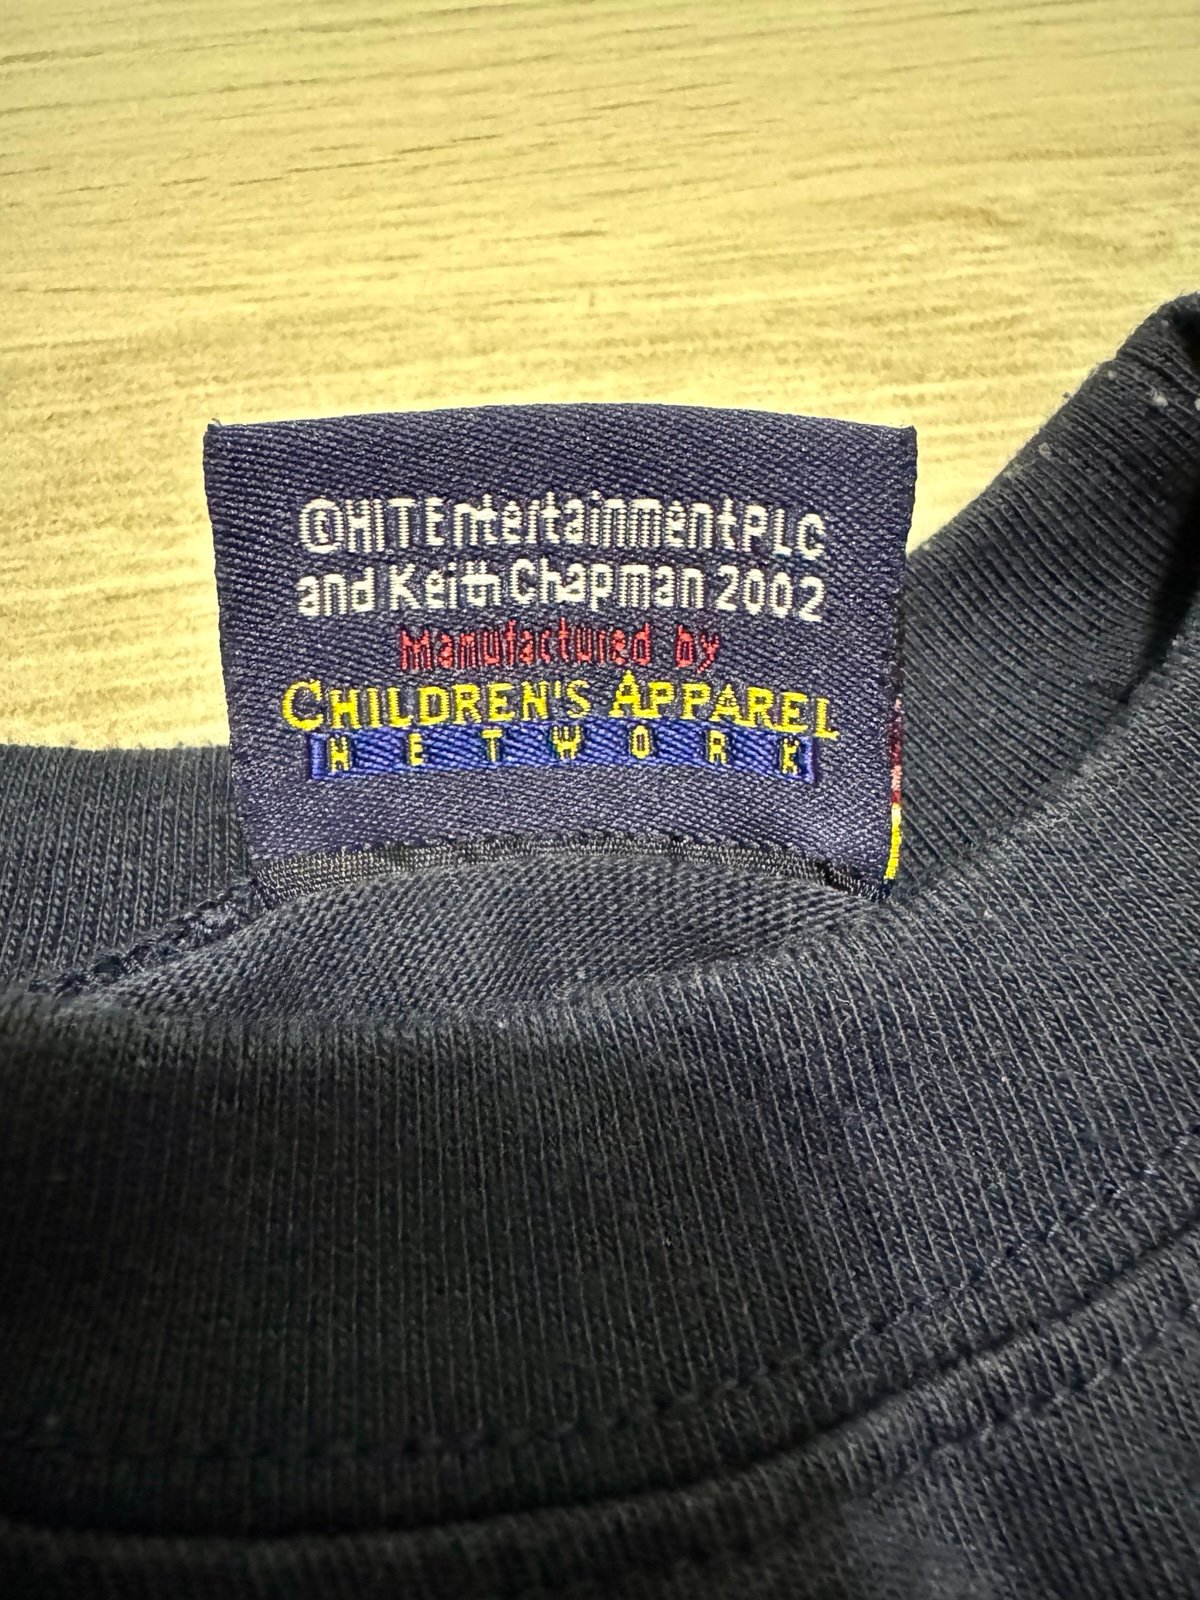 ©HIT Entertainment PLC
and Keith Chapman 2002
Manufactured by
CHILDREN'S APPAREL
NETWORK